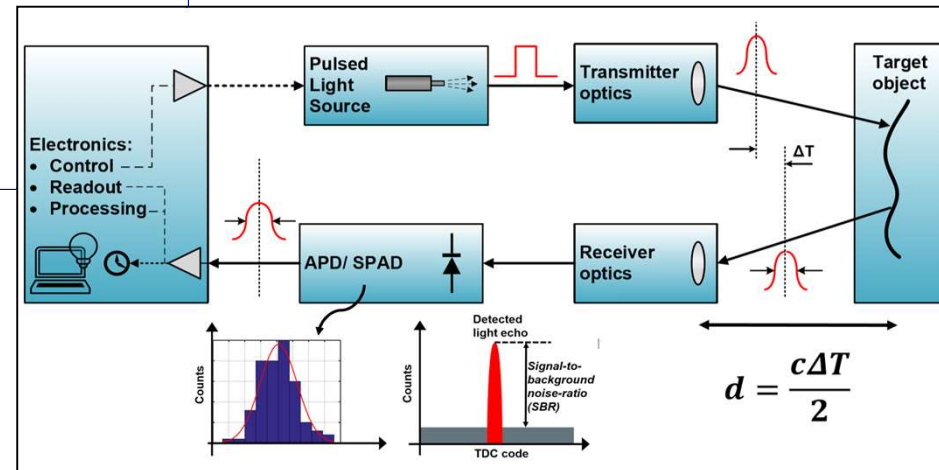 Electronics:
• Control
• Readout
• Processing
Pulsed
Light
Source
Transmitter
optics
Target
object
ΔT
APD/ SPAD
Receiver
optics
Counts
Detected
light echo
Signal-to-
background
noise-ratio
(SBR)
Counts
TDC code
d = cΔT/2